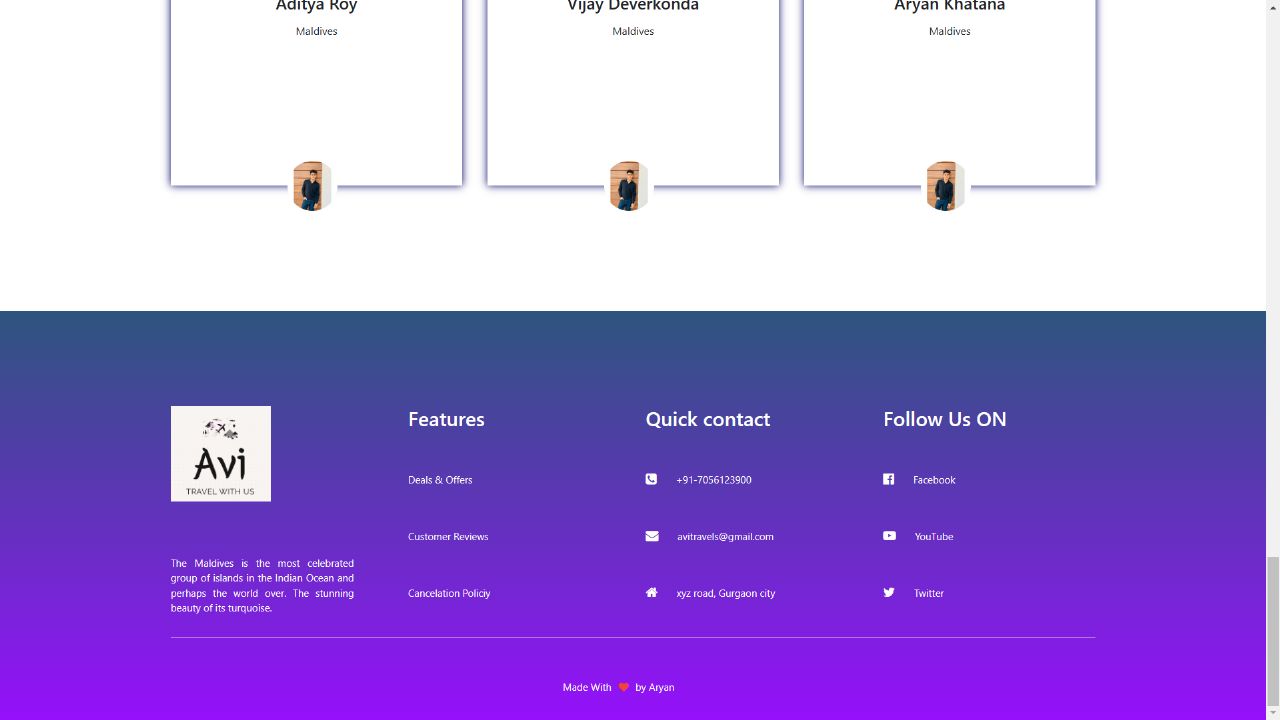 Aditya Roy
Vijay Deverkonda
Aryan Khatana
Maldives
Maldives
Maldives
Avi
TRAVEL WITH US
The Maldives is the most celebrated
group of islands in the Indian Ocean and
perhaps the world over. The stunning
beauty of its turquoise.
Features
Deals & Offers
Customer Reviews
Cancelation Policiy
Quick contact
+91-7056123900
avitravels@gmail.com
xyz road, Gurgaon city
Follow Us ON
Facebook
YouTube
Twitter
Made With by Aryan